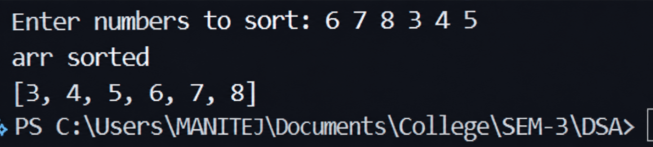 Enter numbers to sort: 6 7 8 3 4 5
arr sorted
[3, 4, 5, 6, 7, 8]
PS C:\Users\MANITEJ\Documents\College\SEM-3\DSA>